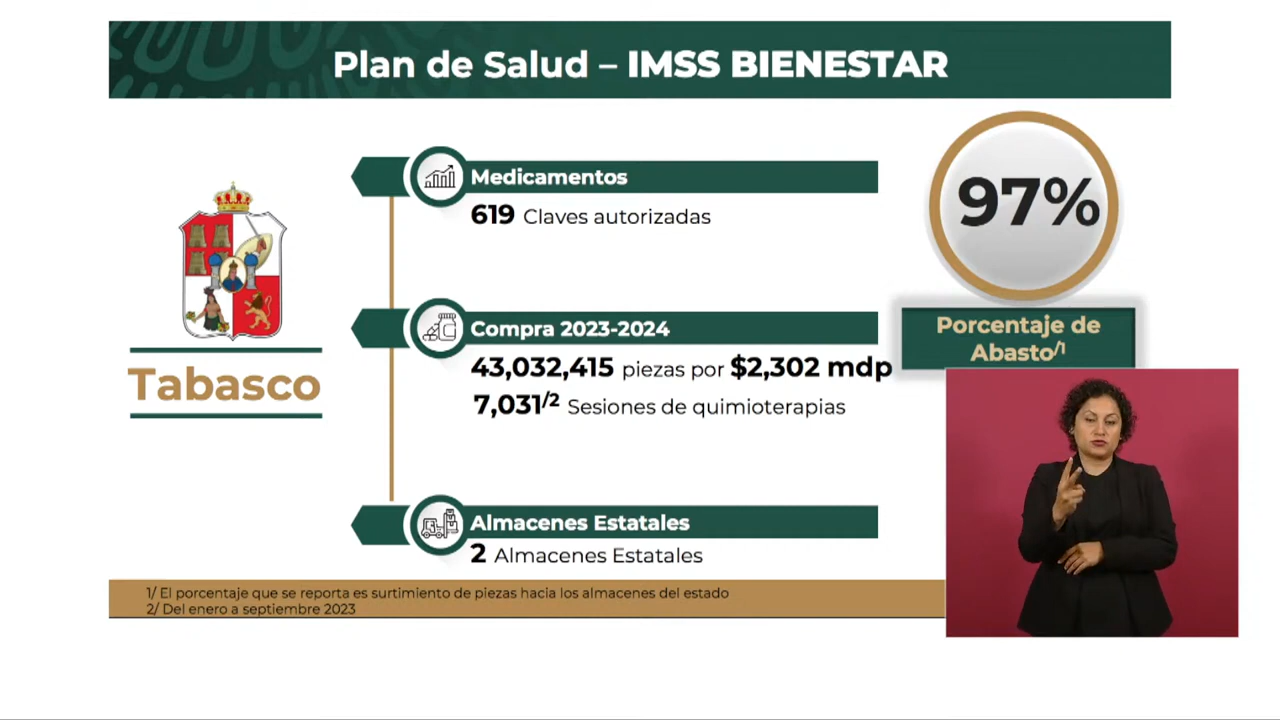 Plan de Salud – IMSS BIENESTAR
Medicamentos
619 Claves autorizadas
97%
Porcentaje de
Abasto/1
Tabasco
Compra 2023-2024
43,032,415 piezas por $2,302 mdp
7,031/2 Sesiones de quimioterapias
Almacenes Estatales
2 Almacenes Estatales
1/ El porcentaje que se reporta es surtimiento de piezas hacia los almacenes del estado
2/ Del enero a septiembre 2023